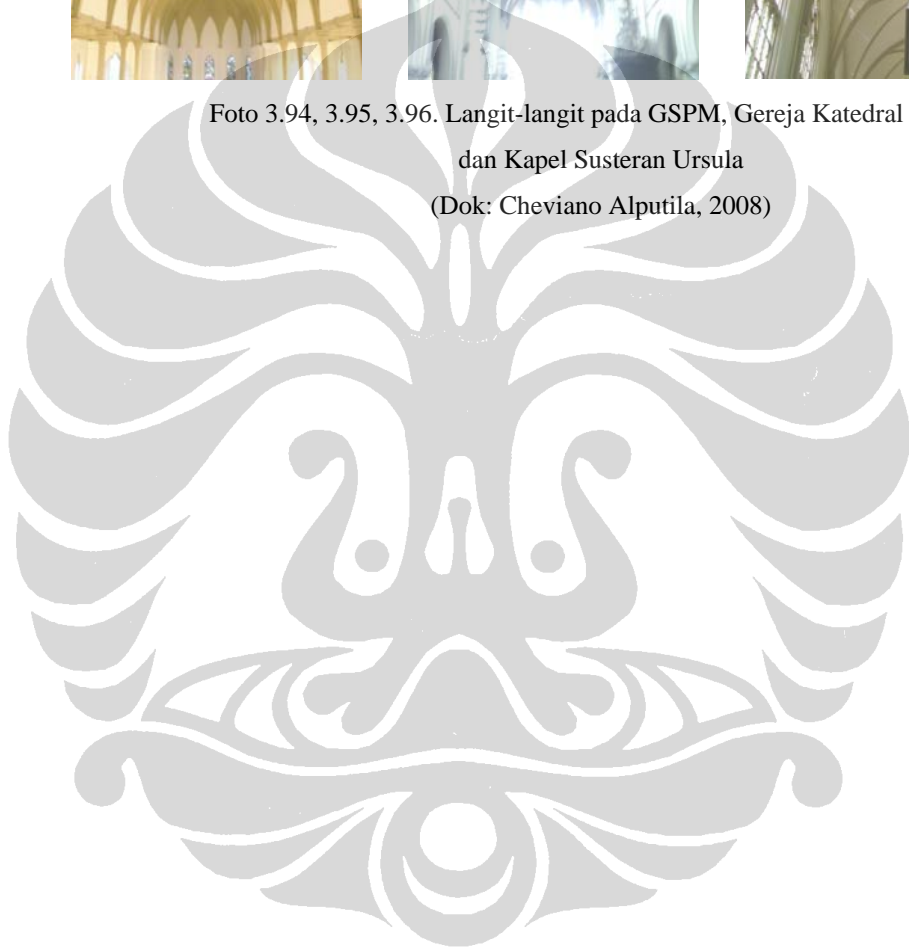 Foto 3.94, 3.95, 3.96. Langit-langit pada GSPM, Gereja Katedral
dan Kapel Susteran Ursula
(Dok: Cheviano Alputila, 2008)